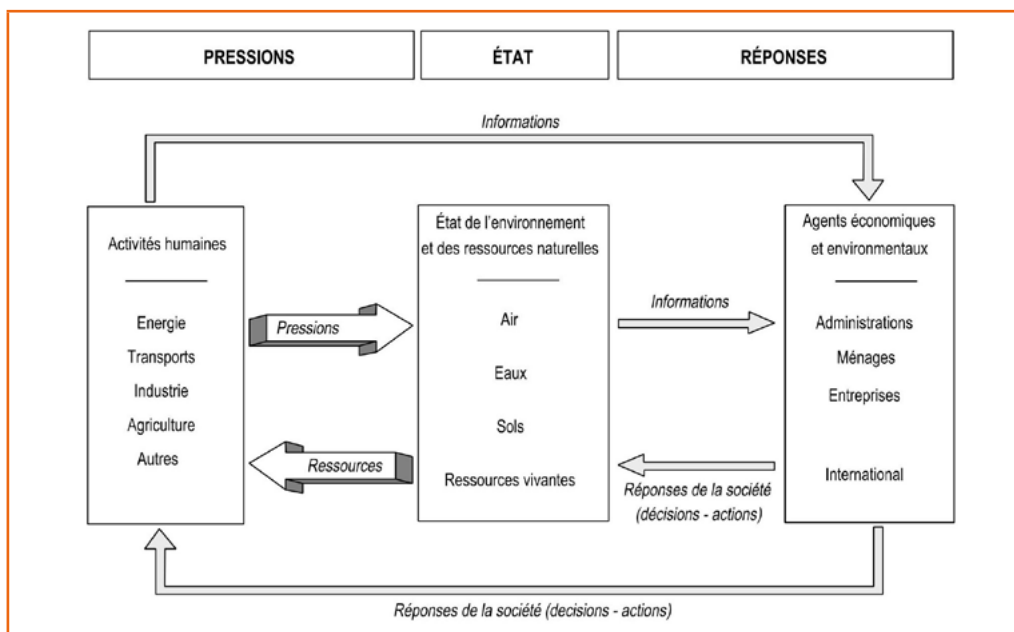 PRESSIONS
ÉTAT
RÉPONSES
Informations
Activités humaines
Energie
Transports
Industrie
Agriculture
Autres
Pressions
Ressources
État de l'environnement
et des ressources naturelles
Air
Eaux
Sols
Ressources vivantes
Informations
Réponses de la société
(décisions - actions)
Agents économiques
et environmentaux
Administrations
Ménages
Entreprises
International
Réponses de la société (decisions - actions)